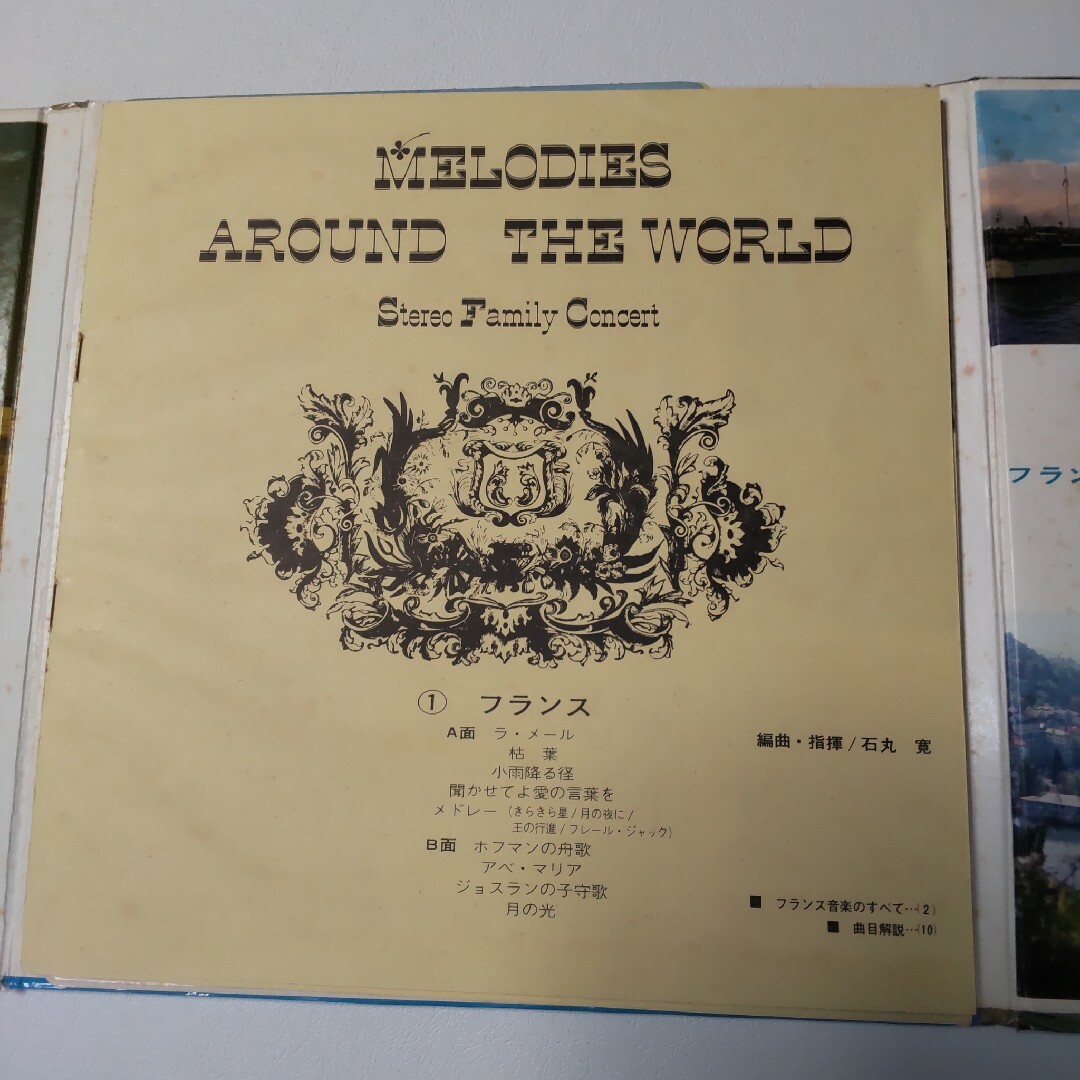 MELODIES
AROUND THE WORLD
Stereo Family Concert
① フランス
A面 ラ・メール
枯 葉
小雨降る径
聞かせてよ愛の言葉を
メドレー (きらきら星/月の夜に/
王の行進/フレール・ジャック)
B面 ホフマンの舟歌
アベ・マリア
ジョスランの子守歌
月の光
編曲・指揮/石丸 寛
■ フランス音楽のすべて…(2)
■ 曲目解説…(10)
フラン